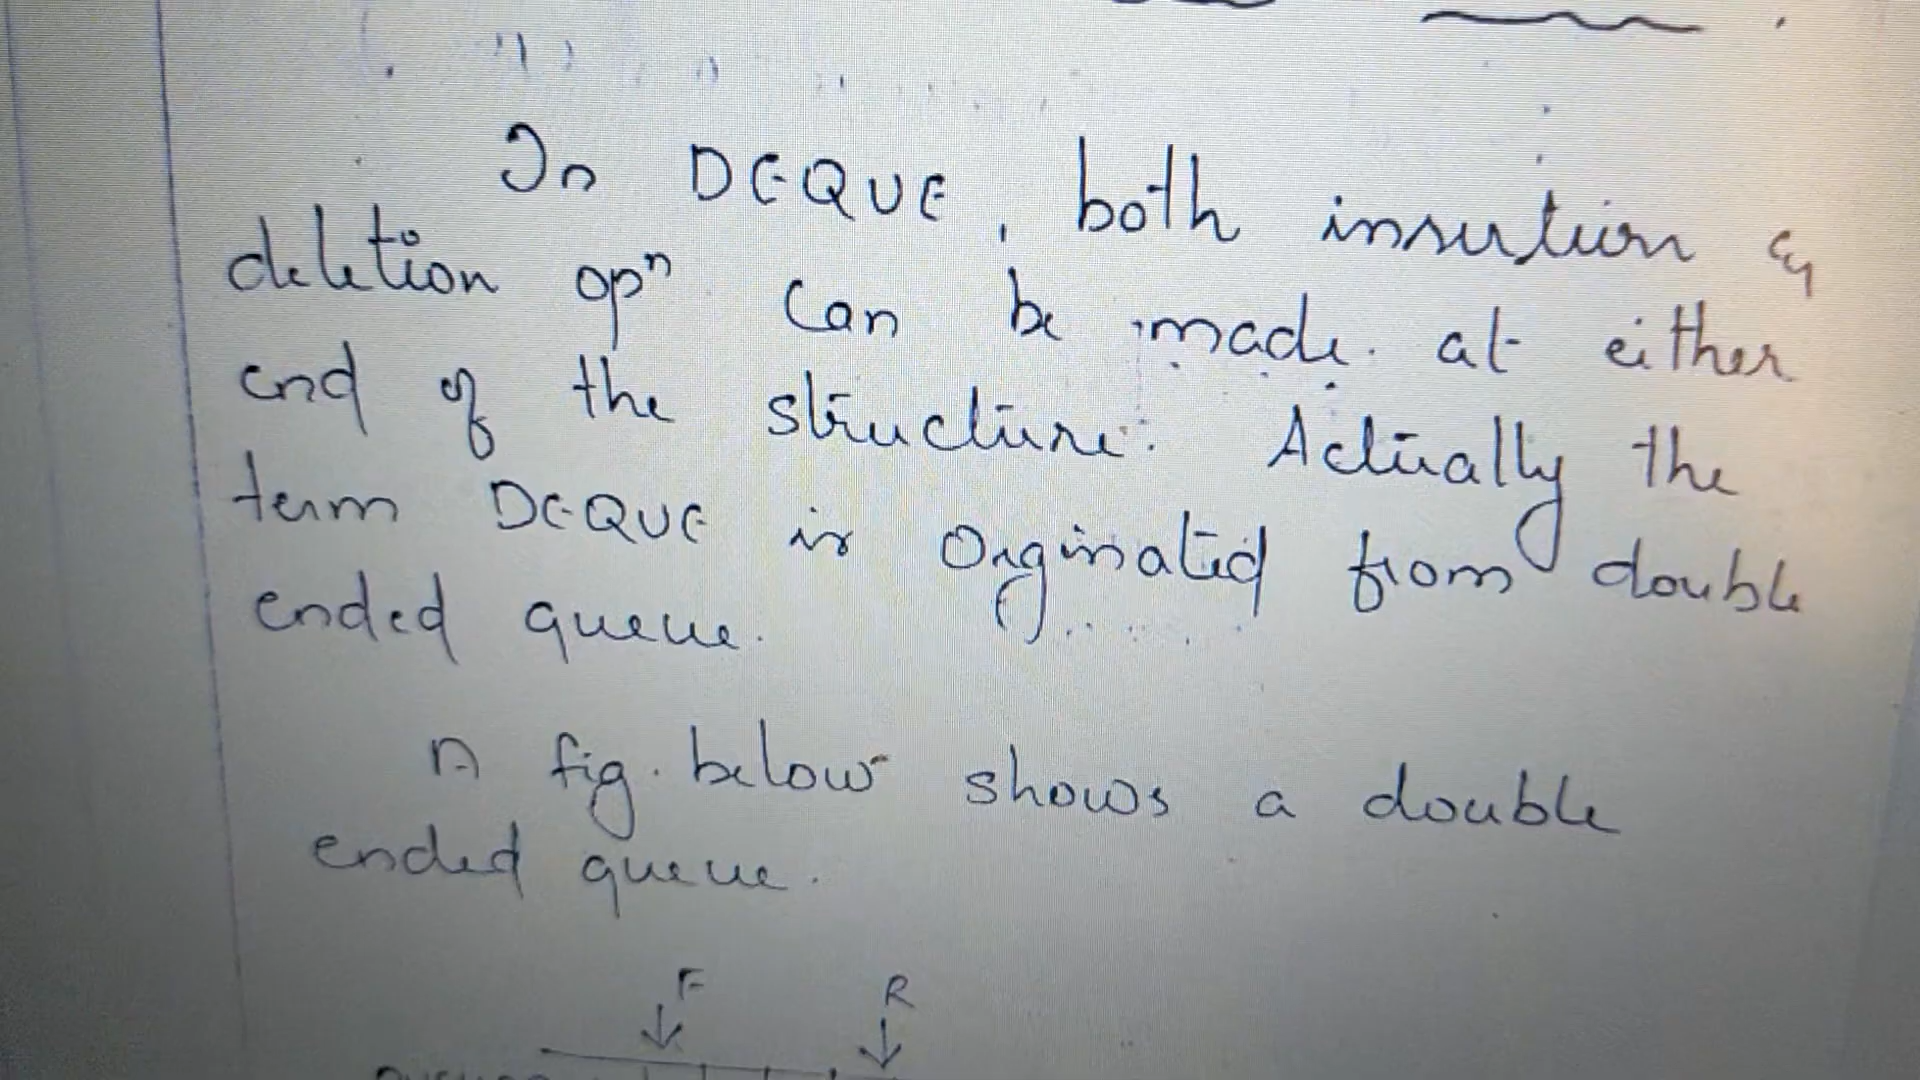 In DEQUE, both insertion &
deletion opⁿ can be made at either
end of the structure. Actually the
term DEQUE is Orginated from double
ended queue.
A fig. below shows a double
ended queue.
F R